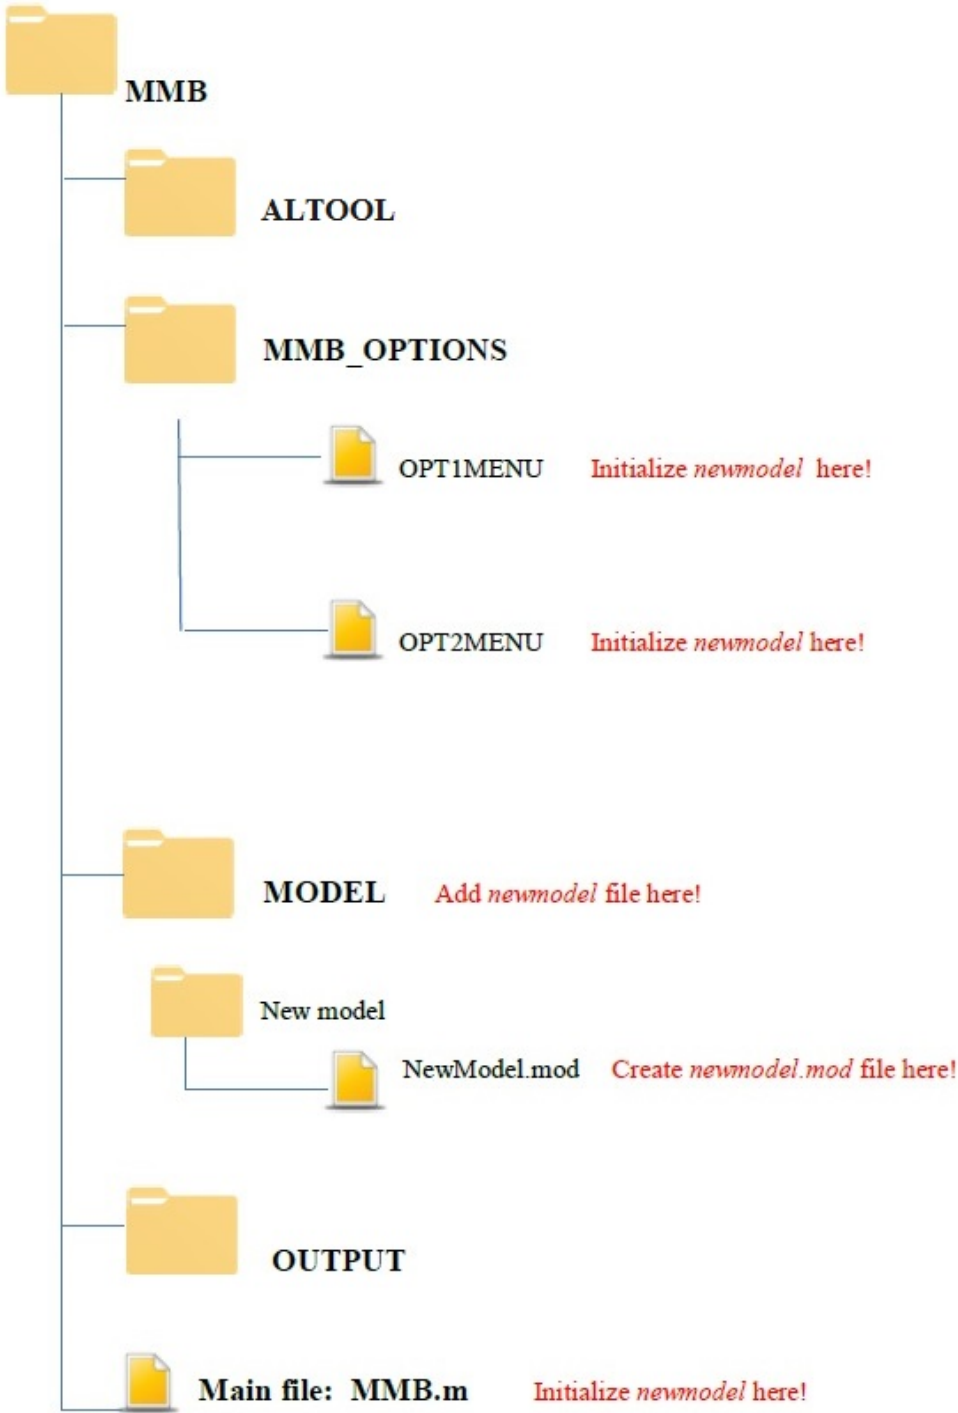 MMB
ALTOOL
MMB_OPTIONS
OPT1MENU Initialize newmodel here!
OPT2MENU Initialize newmodel here!
MODEL Add newmodel file here!
New model
NewModel.mod Create newmodel.mod file here!
OUTPUT
Main file: MMB.m Initialize newmodel here!